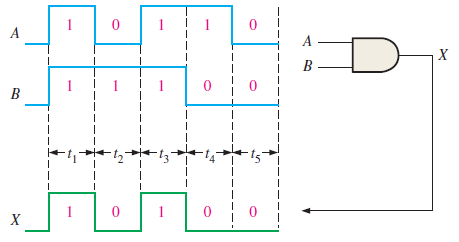 A 1 0 1 1 0
B 1 1 1 0 0
t1 t2 t3 t4 t5
X 1 0 1 0 0
A
B
X